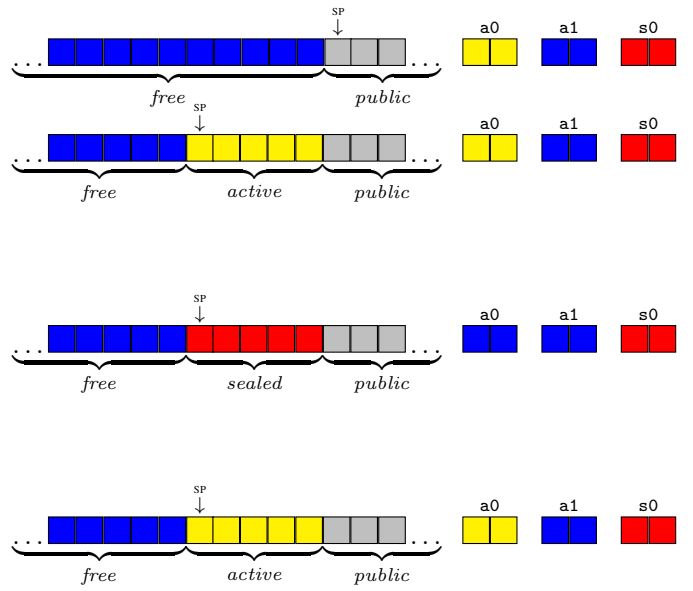 SP a0 a1 s0
... ...
free public
SP a0 a1 s0
... ...
free active public
SP a0 a1 s0
... ...
free sealed public
SP a0 a1 s0
... ...
free active public